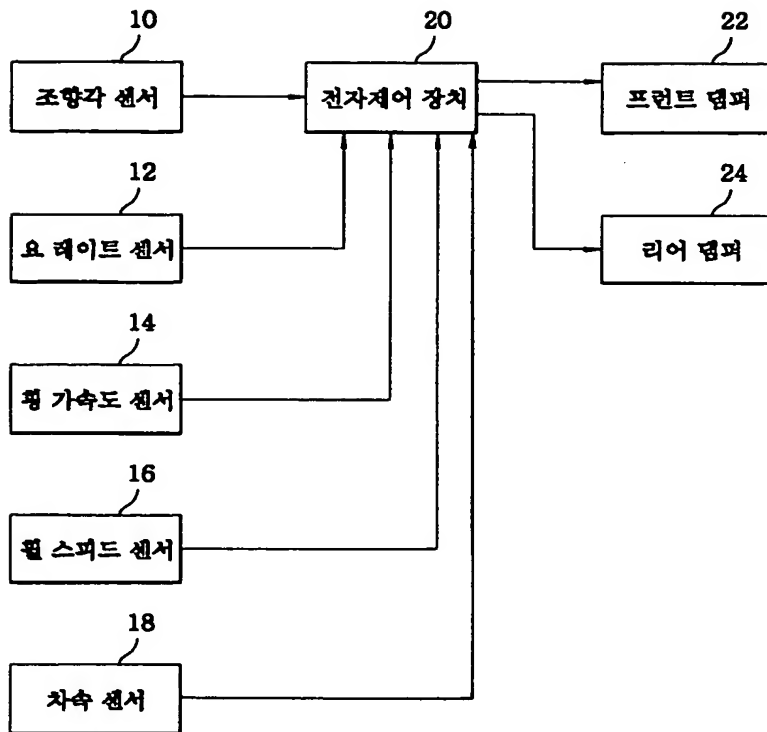 10
조향각 센서
20
전자제어 장치
22
프런트 댐퍼
12
요 레이트 센서
24
리어 댐퍼
14
횡 가속도 센서
16
휠 스피드 센서
18
차속 센서